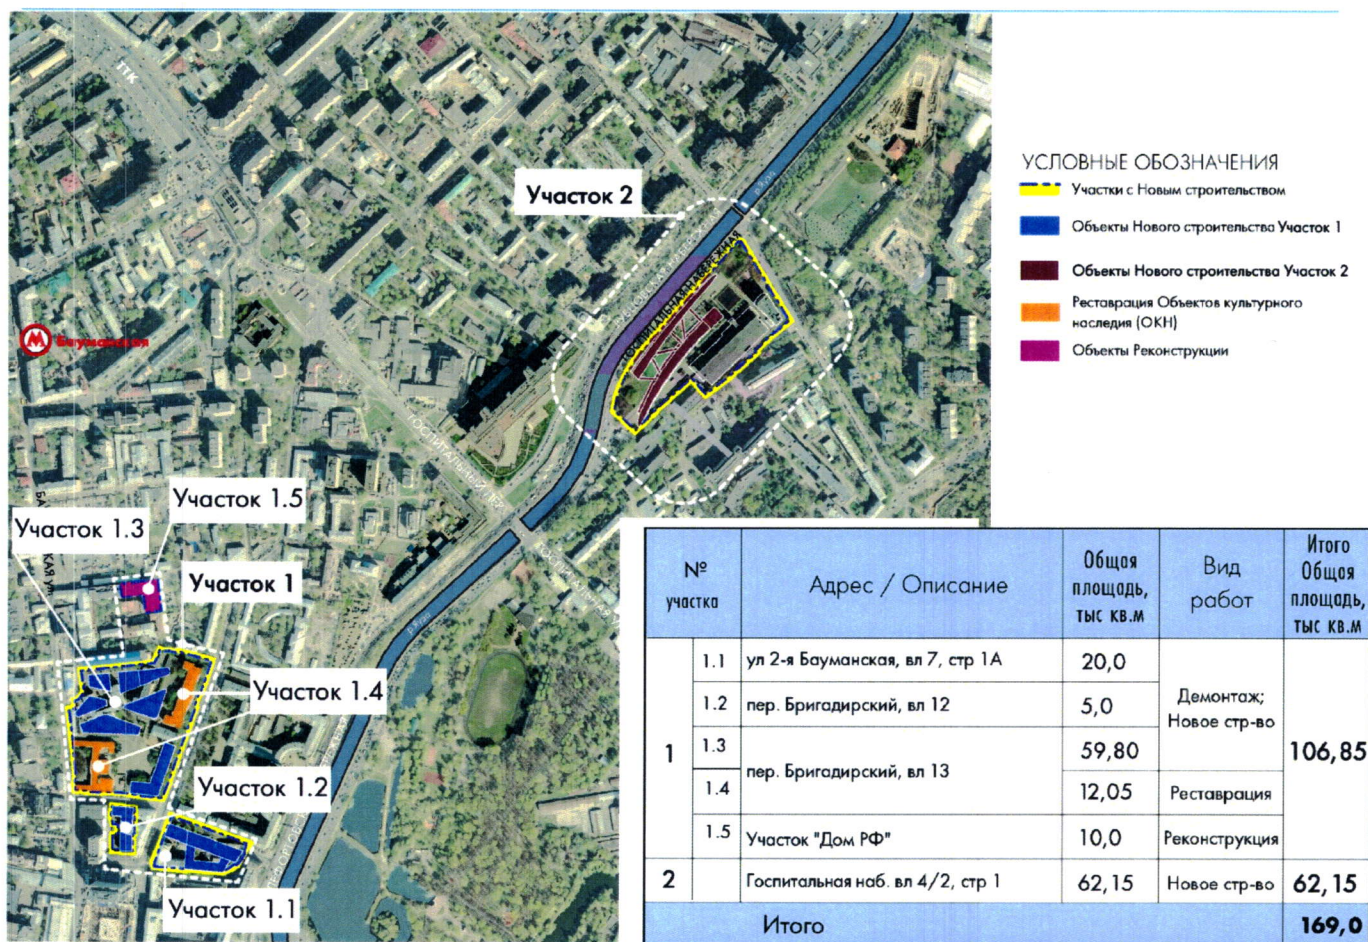 ТТК
Участок 2
р.Яуза
ГОСПИТАЛЬНАЯ НАБЕРЕЖНАЯ
М Бауманская
ГОСПИТАЛЬНЫЙ ПЕР.
Участок 1.5
Участок 1.3
Участок 1
р.Яуза
Участок 1.4
Участок 1.2
Участок 1.1
УСЛОВНЫЕ ОБОЗНАЧЕНИЯ
Участки с Новым строительством
Объекты Нового строительства Участок 1
Объекты Нового строительства Участок 2
Реставрация Объектов культурного
наследия (ОКН)
Объекты Реконструкции
№
участка
Адрес / Описание
Общая
площадь,
тыс кв.м
Вид
работ
Итого
Общая
площадь,
тыс кв.м
1
1.1 ул 2-я Бауманская, вл 7, стр 1А 20,0
Демонтаж;
Новое стр-во
106,85
1.2 пер. Бригадирский, вл 12 5,0
1.3 пер. Бригадирский, вл 13 59,80
1.4 12,05 Реставрация
1.5 Участок "Дом РФ" 10,0 Реконструкция
2 Госпитальная наб. вл 4/2, стр 1 62,15 Новое стр-во 62,15
Итого 169,0